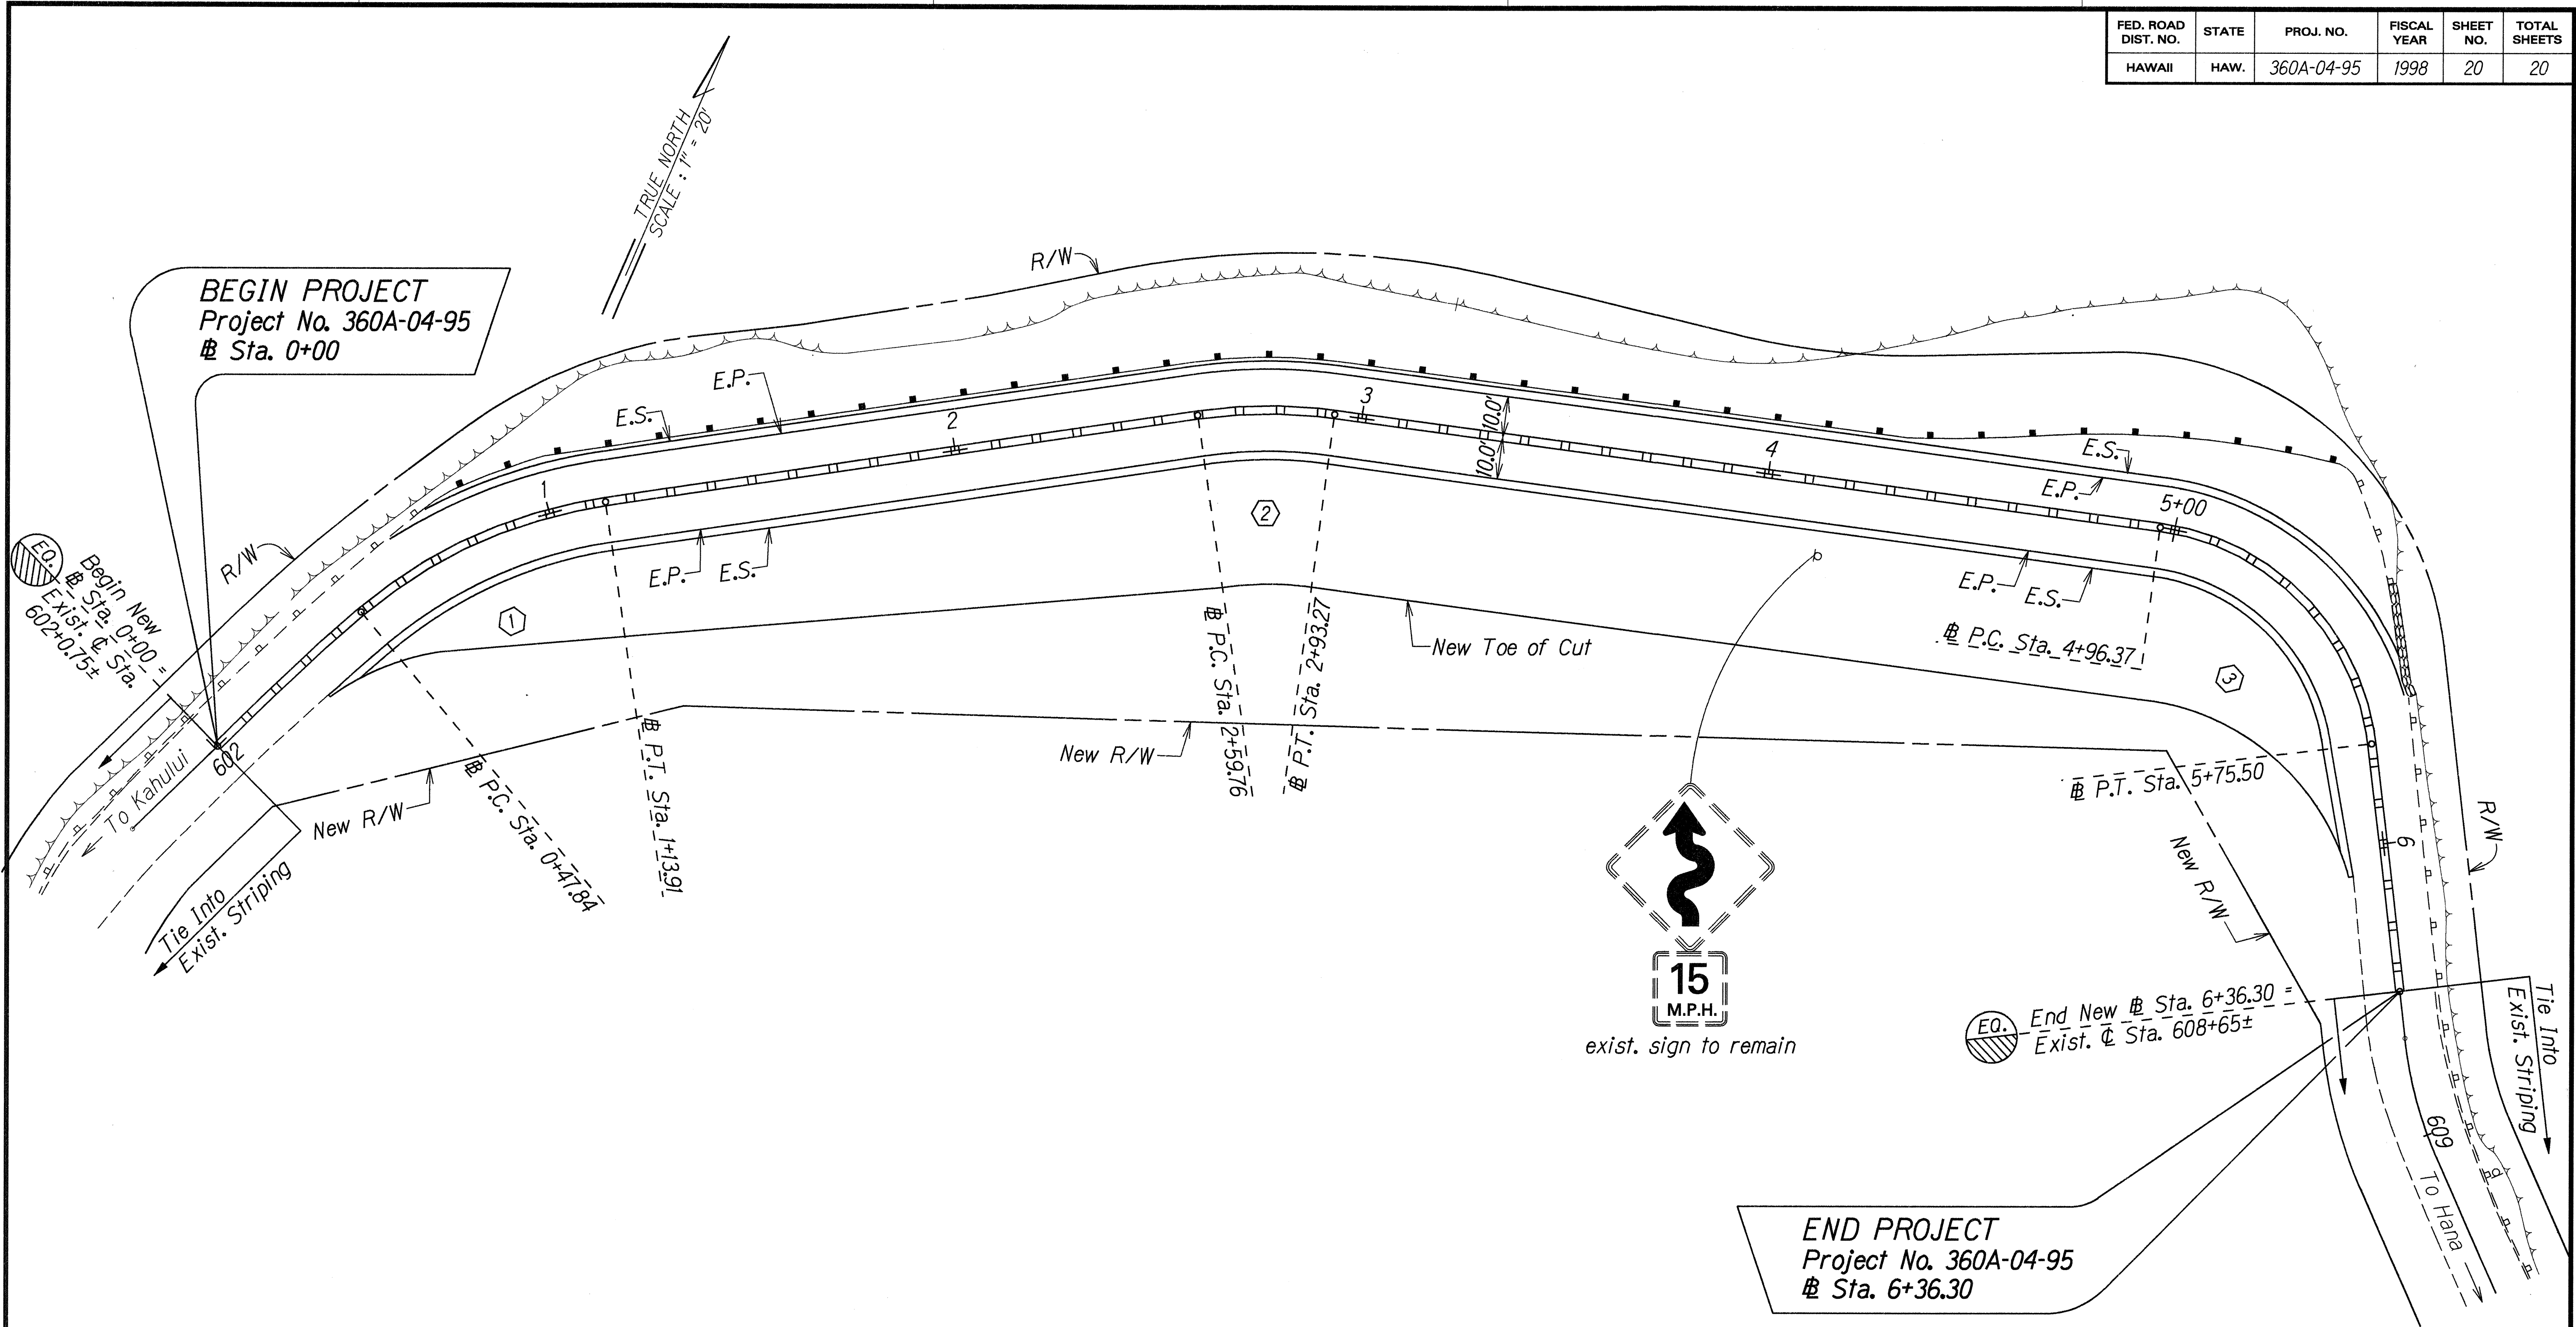 FED. ROAD DIST. NO. STATE PROJ. NO. FISCAL YEAR SHEET NO. TOTAL SHEETS
HAWAII HAW. 360A-04-95 1998 20 20
TRUE NORTH
SCALE : 1" = 20'
BEGIN PROJECT
Project No. 360A-04-95
℄ Sta. 0+00
R/W
E.P.
E.S.
1
2
3
4
5+00
6
10.0'
10.0'
E.S.
E.P.
R/W
EQ.
Begin New
Sta. 0+00 =
Exist. ℄ Sta.
602+0.75±
602
To Kahului
Tie Into
Exist. Striping
1
2
3
E.P.
E.S.
E.P.
E.S.
New Toe of Cut
P.C. Sta. 0+47.84
P.T. Sta. 1+13.91
P.C. Sta. 2+59.76
P.T. Sta. 2+93.27
P.C. Sta. 4+96.37
P.T. Sta. 5+75.50
New R/W
New R/W
New R/W
R/W
15
M.P.H.
exist. sign to remain
EQ.
End New Sta. 6+36.30 =
Exist. ℄ Sta. 608+65±
Tie Into
Exist. Striping
609
To Hana
END PROJECT
Project No. 360A-04-95
Sta. 6+36.30